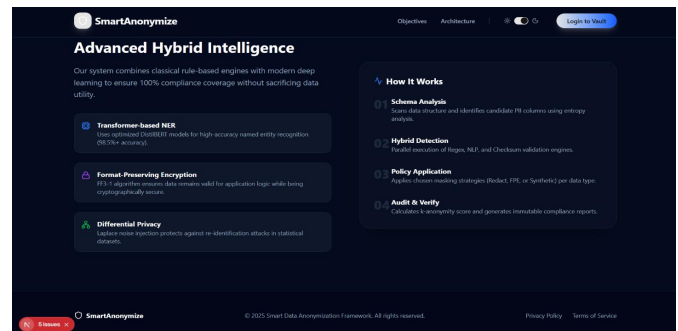 SmartAnonymize
Objectives
Architecture
Login to Vault
Advanced Hybrid Intelligence
Our system combines classical rule-based engines with modern deep
learning to ensure 100% compliance coverage without sacrificing data
utility.
Transformer-based NER
Uses optimized DistilBERT models for high-accuracy named entity recognition
(98.5%+ accuracy).
Format-Preserving Encryption
FF3-1 algorithm ensures data remains valid for application logic while being
cryptographically secure.
Differential Privacy
Laplace noise injection protects against re-identification attacks in statistical
datasets.
How It Works
01 Schema Analysis
Scans data structure and identifies candidate PII columns using entropy
analysis.
02 Hybrid Detection
Parallel execution of Regex, NLP, and Checksum validation engines.
03 Policy Application
Applies chosen masking strategies (Redact, FPE, or Synthetic) per data type.
04 Audit & Verify
Calculates k-anonymity score and generates immutable compliance reports.
SmartAnonymize
© 2025 Smart Data Anonymization Framework. All rights reserved.
Privacy Policy
Terms of Service
N 5 Issues ×